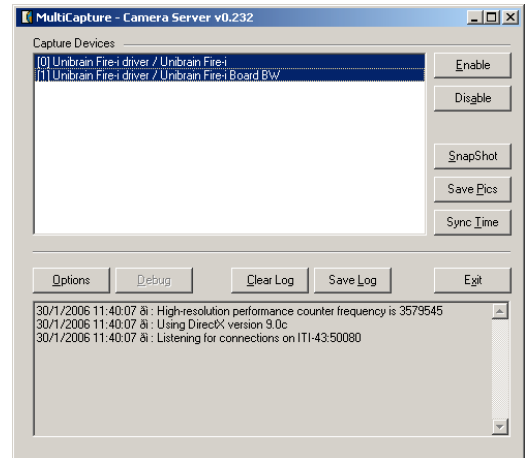 MultiCapture - Camera Server v0.232
Capture Devices
[0] Unibrain Fire-i driver / Unibrain Fire-i
[1] Unibrain Fire-i driver / Unibrain Fire-i Board BW
Enable
Disable
SnapShot
Save Pics
Sync Time
Options Debug Clear Log Save Log Exit
30/1/2006 11:40:07 ði : High-resolution performance counter frequency is 3579545
30/1/2006 11:40:07 ði : Using DirectX version 9.0c
30/1/2006 11:40:07 ði : Listening for connections on ITI-43:50080